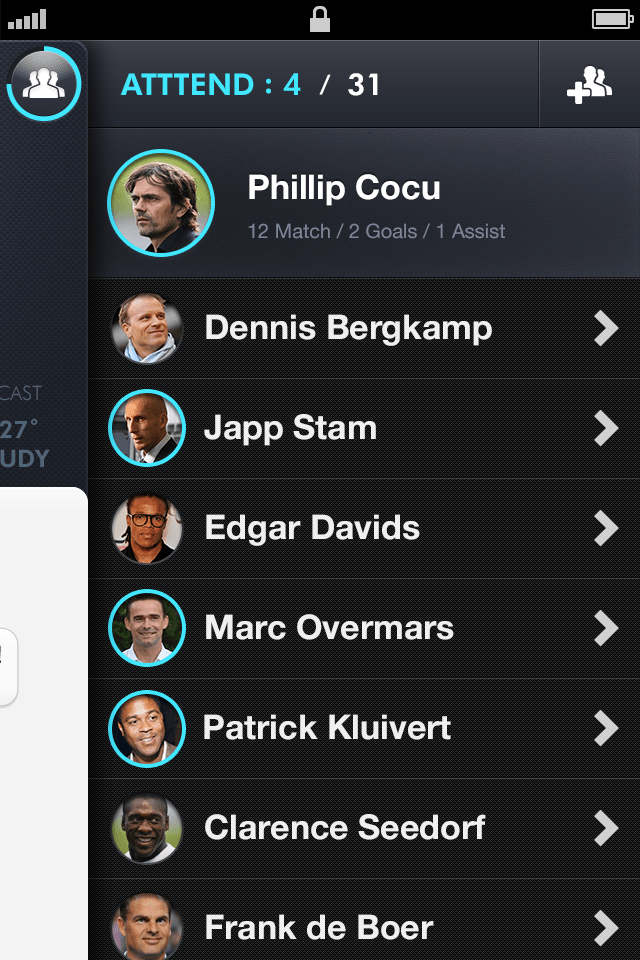 ATTTEND : 4 / 31
Phillip Cocu
12 Match / 2 Goals / 1 Assist
Dennis Bergkamp
CAST
27°
UDY
Japp Stam
Edgar Davids
Marc Overmars
!
Patrick Kluivert
Clarence Seedorf
Frank de Boer